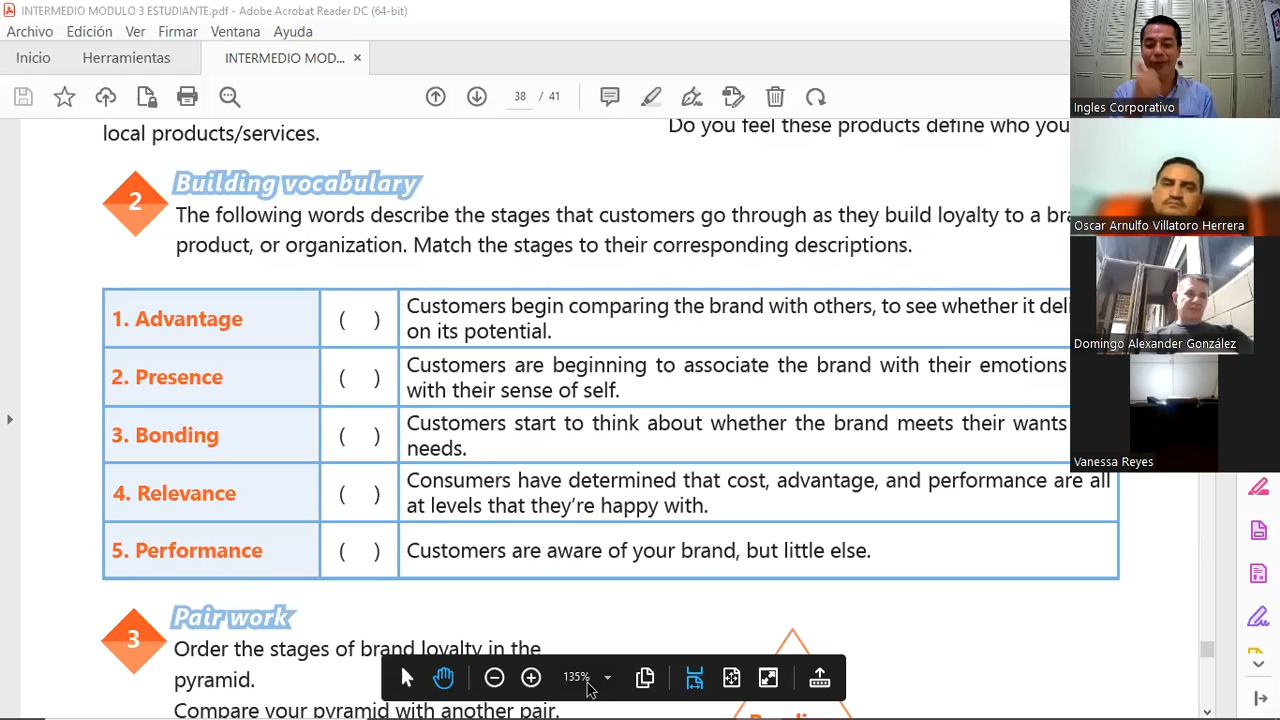 INTERMEDIO MODULO 3 ESTUDIANTE.pdf - Adobe Acrobat Reader DC (64-bit)
Archivo Edición Ver Firmar Ventana Ayuda
Inicio Herramientas INTERMEDIO MOD... ×
38 / 41
local products/services.
Do you feel these products define who you
2 Building vocabulary
The following words describe the stages that customers go through as they build loyalty to a
product, or organization. Match the stages to their corresponding descriptions.
1. Advantage ( ) Customers begin comparing the brand with others, to see whether it
on its potential.
2. Presence ( ) Customers are beginning to associate the brand with their emotions
with their sense of self.
3. Bonding ( ) Customers start to think about whether the brand meets their wants
needs.
4. Relevance ( ) Consumers have determined that cost, advantage, and performance are all
at levels that they're happy with.
5. Performance ( ) Customers are aware of your brand, but little else.
3 Pair work
Order the stages of brand loyalty in the
pyramid.
Compare your pyramid with another pair.
135%
Ingles Corporativo
Oscar Arnulfo Villatoro Herrera
Domingo Alexander González
Vanessa Reyes